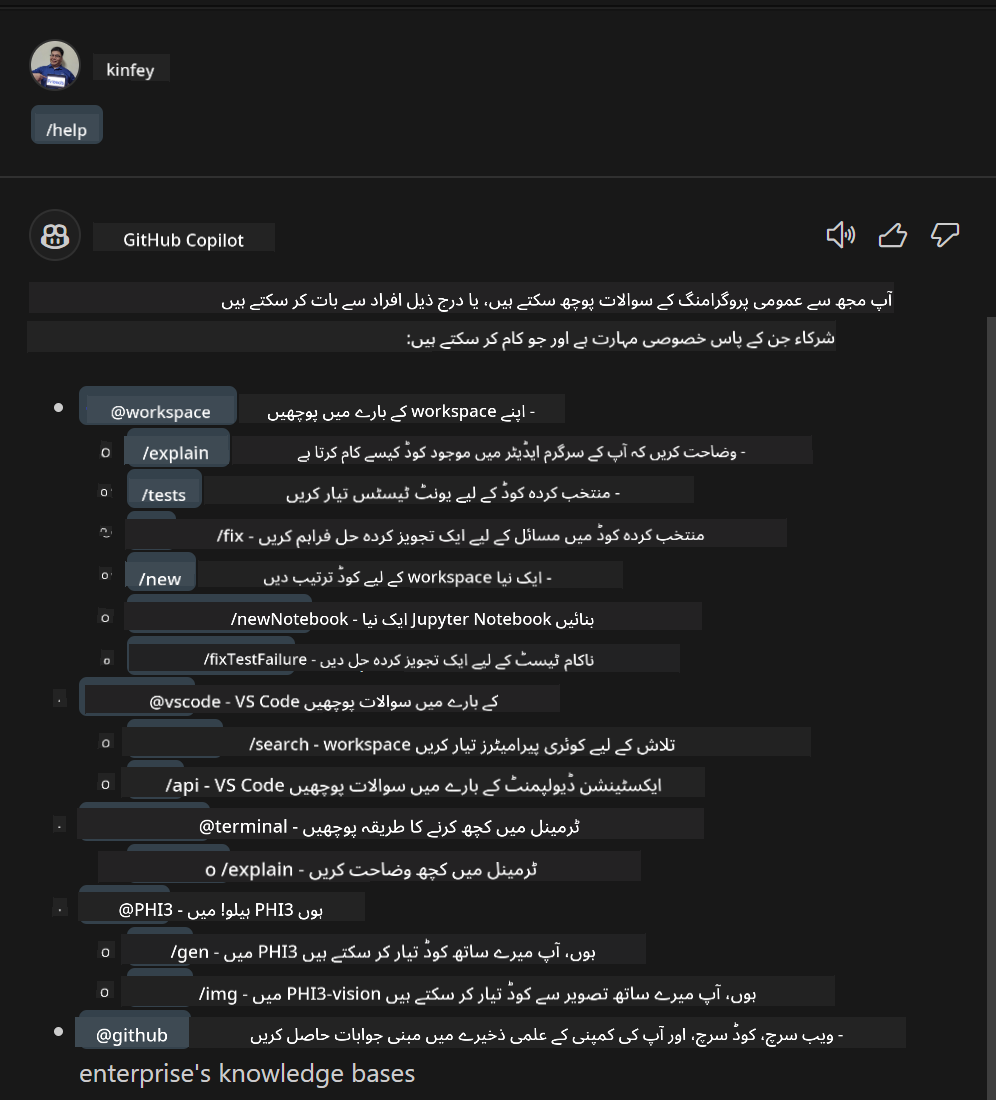 kinfey
/help
GitHub Copilot
آپ مجھ سے عمومی پروگرامنگ کے سوالات پوچھ سکتے ہیں، یا درج ذیل افراد سے بات کر سکتے ہیں
شرکاء جن کے پاس خصوصی مہارت ہے اور جو کام کر سکتے ہیں:
@workspace - اپنے workspace کے بارے میں پوچھیں
/explain - وضاحت کریں کہ آپ کے سرگرم ایڈیٹر میں موجود کوڈ کیسے کام کرتا ہے
/tests - منتخب کردہ کوڈ کے لیے یونٹ ٹیسٹس تیار کریں
/fix - منتخب کردہ کوڈ میں مسائل کے لیے ایک تجویز کردہ حل فراہم کریں
/new - ایک نیا workspace کے لیے کوڈ ترتیب دیں
/newNotebook - ایک نیا Jupyter Notebook بنائیں
/fixTestFailure - ناکام ٹیسٹ کے لیے ایک تجویز کردہ حل دیں
@vscode - VS Code کے بارے میں سوالات پوچھیں
/search - workspace تلاش کے لیے کوئری پیرامیٹرز تیار کریں
/api - VS Code ایکسٹینشن ڈیولپمنٹ کے بارے میں سوالات پوچھیں
@terminal - ٹرمینل میں کچھ کرنے کا طریقہ پوچھیں
o /explain - ٹرمینل میں کچھ وضاحت کریں
@PHI3 - ہیلو! میں PHI3 ہوں
/gen - میں PHI3 ہوں، آپ میرے ساتھ کوڈ تیار کر سکتے ہیں
/img - میں PHI3-vision ہوں، آپ میرے ساتھ تصویر سے کوڈ تیار کر سکتے ہیں
@github - ویب سرچ، کوڈ سرچ، اور آپ کی کمپنی کے علمی ذخیرے میں مبنی جوابات حاصل کریں
enterprise's knowledge bases